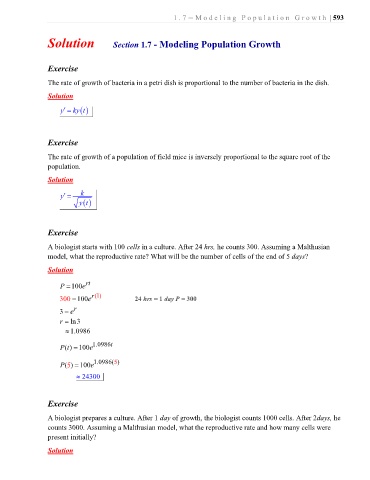 1.7 – Modeling Population Growth | 593
Solution Section 1.7 - Modeling Population Growth
Exercise
The rate of growth of bacteria in a petri dish is proportional to the number of bacteria in the dish.
Solution
y′ = ky(t)
Exercise
The rate of growth of a population of field mice is inversely proportional to the square root of the
population.
Solution
y′ = k / √y(t)
Exercise
A biologist starts with 100 cells in a culture. After 24 hrs, he counts 300. Assuming a Malthusian
model, what the reproductive rate? What will be the number of cells of the end of 5 days?
Solution
P = 100e^rt
300 = 100e^r(1) 24 hrs = 1 day P = 300
3 = e^r
r = ln 3
≈ 1.0986
P(t) = 100e^1.0986t
P(5) = 100e^1.0986(5)
≈ 24300
Exercise
A biologist prepares a culture. After 1 day of growth, the biologist counts 1000 cells. After 2days, he
counts 3000. Assuming a Malthusian model, what the reproductive rate and how many cells were
present initially?
Solution